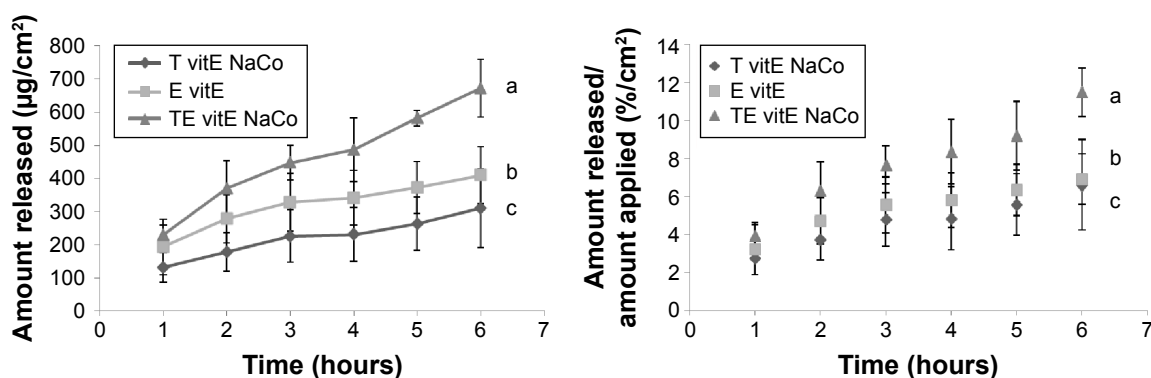 Amount released (µg/cm²)
800
700
600
500
400
300
200
100
0
T vitE NaCo
E vitE
TE vitE NaCo
a
b
c
0 1 2 3 4 5 6 7
Time (hours)
Amount released/
amount applied (%/cm²)
14
12
10
8
6
4
2
0
T vitE NaCo
E vitE
TE vitE NaCo
a
b
c
0 1 2 3 4 5 6 7
Time (hours)